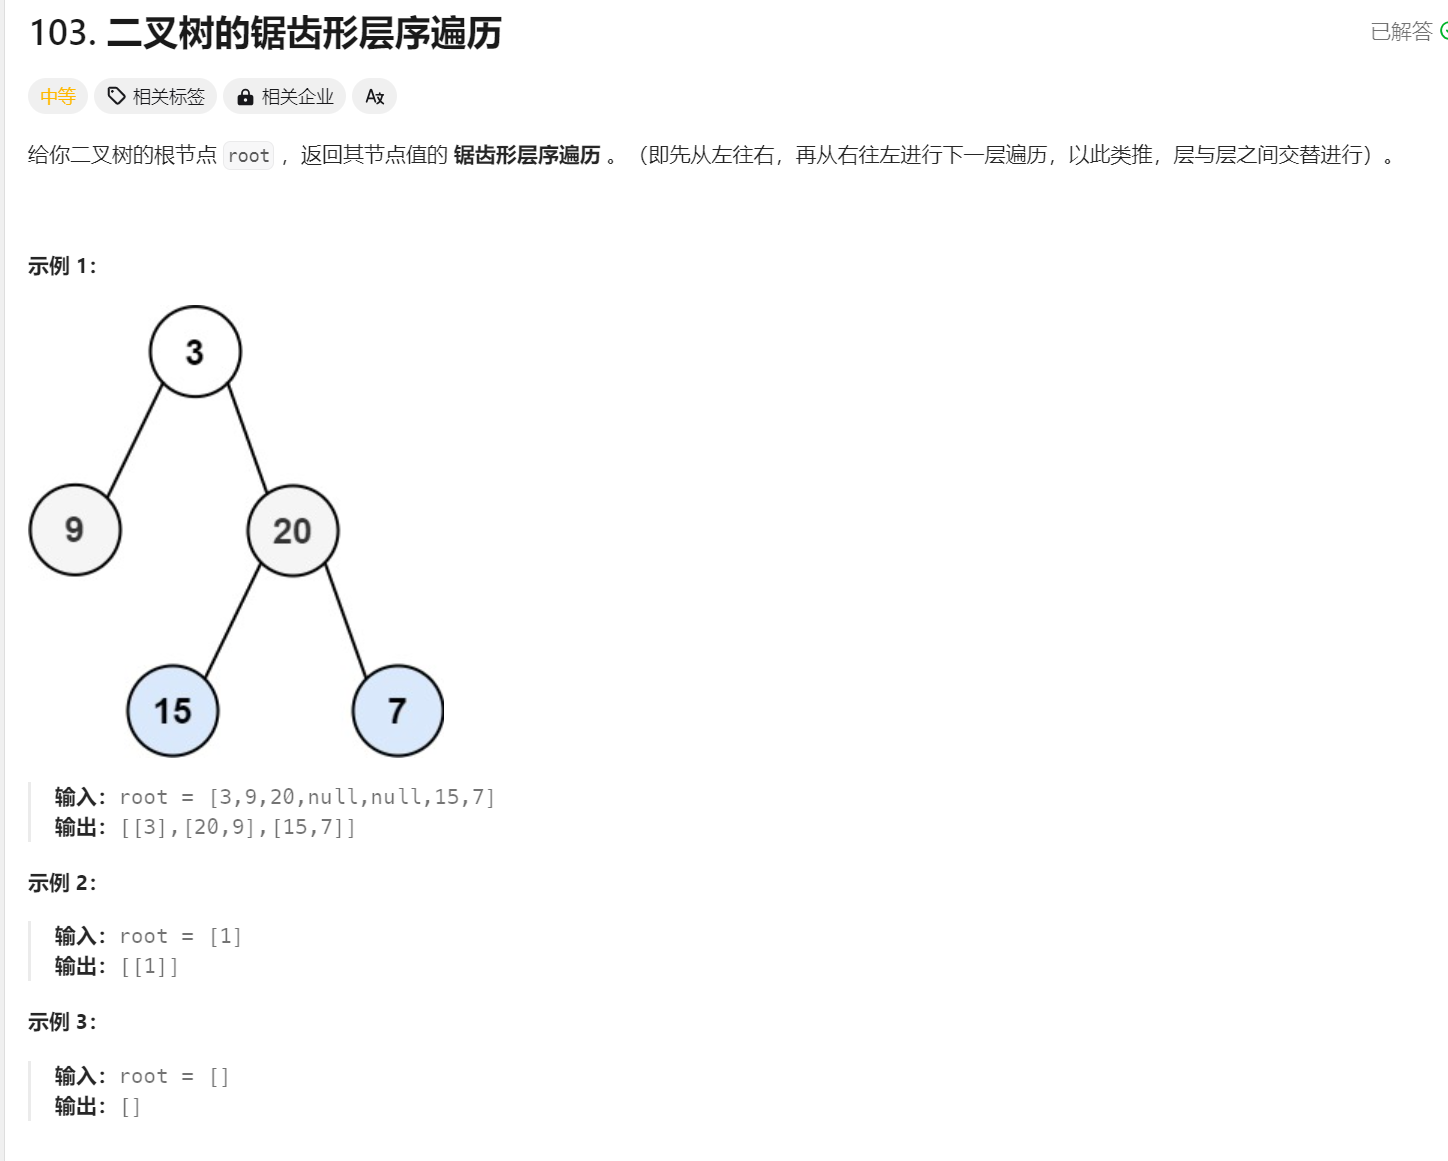 103. 二叉树的锯齿形层序遍历
已解答
中等 相关标签 相关企业 Aあ
给你二叉树的根节点 root ，返回其节点值的 锯齿形层序遍历 。（即先从左往右，再从右往左进行下一层遍历，以此类推，层与层之间交替进行）。
示例 1：
3
9 20
15 7
输入：root = [3,9,20,null,null,15,7]
输出：[[3],[20,9],[15,7]]
示例 2：
输入：root = [1]
输出：[[1]]
示例 3：
输入：root = []
输出：[]